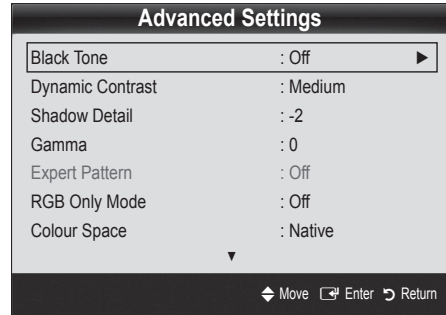 Advanced Settings
Black Tone : Off ▶
Dynamic Contrast : Medium
Shadow Detail : -2
Gamma : 0
Expert Pattern : Off
RGB Only Mode : Off
Colour Space : Native
▼
Move Enter Return